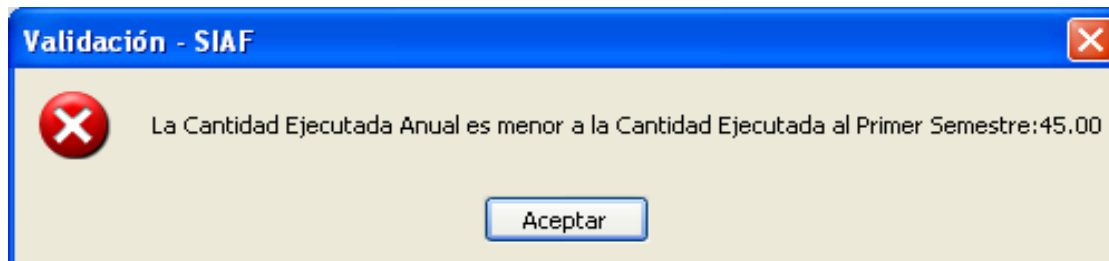 Validación - SIAF
La Cantidad Ejecutada Anual es menor a la Cantidad Ejecutada al Primer Semestre:45.00
Aceptar